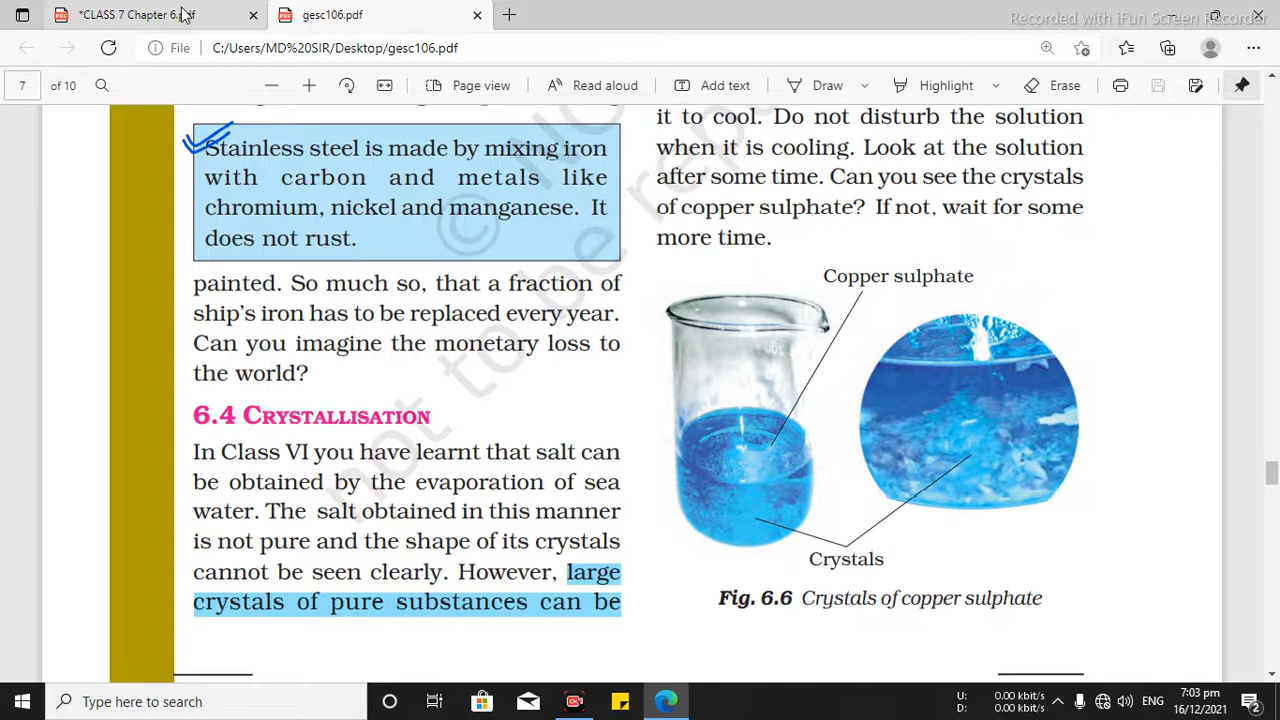 *CLASS 7 Chapter 6.pdf
gesc106.pdf
Recorded with iFun Screen Recorder
File
C:/Users/MD%20SIR/Desktop/gesc106.pdf
7 of 10
Page view
Read aloud
Add text
Draw
Highlight
Erase
Stainless steel is made by mixing iron
with carbon and metals like
chromium, nickel and manganese. It
does not rust.
painted. So much so, that a fraction of
ship's iron has to be replaced every year.
Can you imagine the monetary loss to
the world?
6.4 CRYSTALLISATION
In Class VI you have learnt that salt can
be obtained by the evaporation of sea
water. The salt obtained in this manner
is not pure and the shape of its crystals
cannot be seen clearly. However, large
crystals of pure substances can be
it to cool. Do not disturb the solution
when it is cooling. Look at the solution
after some time. Can you see the crystals
of copper sulphate? If not, wait for some
more time.
Copper sulphate
Crystals
Fig. 6.6 Crystals of copper sulphate
not to be rep
© N
Type here to search
U: 0.00 kbit/s
D: 0.00 kbit/s
ENG
7:03 pm
16/12/2021
2